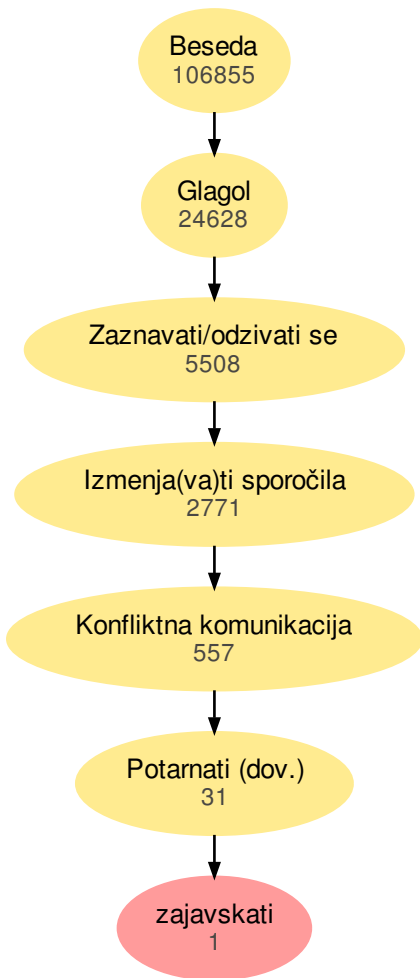 Beseda
106855
Glagol
24628
Zaznavati/odzivati se
5508
Izmenja(va)ti sporočila
2771
Konfliktna komunikacija
557
Potarnati (dov.)
31
zajavskati
1